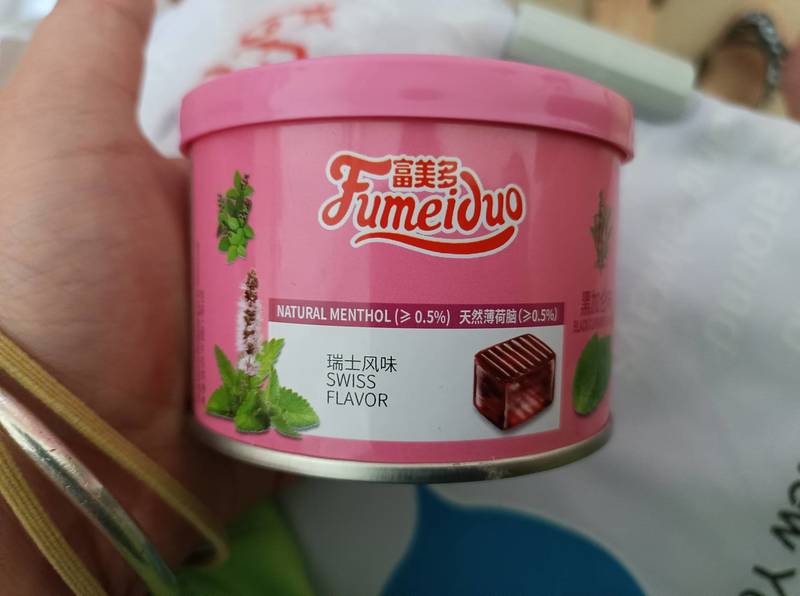 富美多
Fumeiduo
NATURAL MENTHOL (≥ 0.5%) 天然薄荷脑 (≥0.5%)
瑞士风味
SWISS
FLAVOR